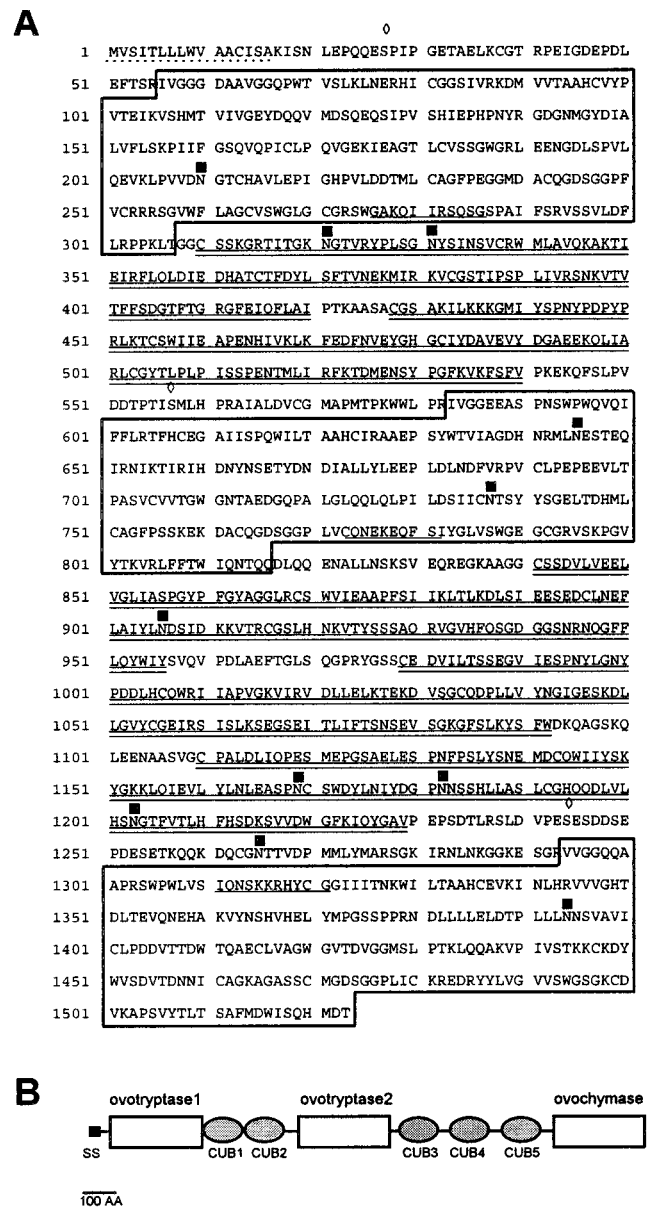 A
1 MVSITLLLWV AACISAKISN LEPQQESPIP GETAELKCGT RPEIGDEPDL
51 EFTSRIVGGG DAAVGGQPWT VSLKLNERHI CGGSIVRKDM VVTAAHCVYP
101 VTEIKVSHMT VIVGEYDQQV MDSQEQSIPV SHIEPHPNYR GDGNMGYDIA
151 LVFLSKPIIF GSQVQPICLP QVGEKIEAGT LCVSSGWGRL EENGDLSPVL
201 QEVKLPVVDN GTCHAVLEPI GHPVLDDTML CAGFPEGGMD ACQGDSGGPF
251 VCRRRSGVWF LAGCVSWGLG CGRSWGAKQI IRSQSGSPAI FSRVSSVLDF
301 LRPPKLTGGC SSKGRTITGK NGTVRYPLSG NYSINSVCRW MLAVQKAKTI
351 EIRFLQLDIE DHATCTFDYL SFTVNEKMIR KVCGSTIPSP LIVRSNKVTV
401 TFFSDGTFTG RGFEIQFLAI PTKAASACGS AKILKKKGMI YSPNYPDPYP
451 RLKTCSWIIE APENHIVKLK FEDFNVEYGH GCIYDAVEVY DGAEEKQLIA
501 RLCGYTLPLP ISSPENTMLI RFKTDMENSY PGFKVKFSFV PKEKQFSLPV
551 DDTPTISMLH PRAIALDVCG MAPMTPKWWL PRIVGGEEAS PNSWPWQVQI
601 FFLRTFHCEG AIISPQWILT AAHCIRAAEP SYWTVIAGDH NRMLNESTEQ
651 IRNIKTIRIH DNYNSETYDN DIALLYLEEP LDLNDFVRPV CLPEPEEVLT
701 PASVCVVTGW GNTAEDGQPA LGLQQLQLPI LDSIICNTSY YSGELTDHML
751 CAGFPSSKEK DACQGDSGGP LVCQNEKEQF SIYGLVSWGE GCGRVSKPGV
801 YTKVRLFFTW IQNTQQDLQQ ENALLNSKSV EQREGKAAGG CSSDVLVEEL
851 VGLIASPGYP FGYAGGLRCS WVIEAAPFSI IKLTLKDLSI EESEDCLNEF
901 LAIYLNDSID KKVTRCGSLH NKVTYSSSAQ RVGVHFQSGD GGSNRNQGFF
951 LQYWIYSVQV PDLAEFTGLS QGPRYGSSCE DVILTSSEGV IESPNYLGNY
1001 PDDLHCQWRI IAPVGKVIRV DLLELKTEKD VSGCQDPLLV YNGIGESKDL
1051 LGVYCGEIRS ISLKSEGSEI TLIFTSNSEV SGKGFSLKYS FWDKQAGSKQ
1101 LEENAASVGC PALDLIQPES MEPGSAELES PNFPSLYSNE MDCQWIIYSK
1151 YGKKLQIEVL YLNLEASPNC SWDYLNIYDG PNNSSHLLAS LCGHQQDLVL
1201 HSNGTFVTLH FHSDKSVVDW GFKIQYGAVP EPSDTLRSLD VPESESDDSE
1251 PDESETKQQK DQCGNTTVDP MMLYMARSGK IRNLNKGGKE SGRVVGGQQA
1301 APRSWPWLVS IQNSKKRHYC GGIIITNKWI LTAAHCEVKI NLHRVVVGHT
1351 DLTEVQNEHA KVYNSHVHEL YMPGSSPPRN DLLLLELDTP LLLNNSVAVI
1401 CLPDDVTTDW TQAECLVAGW GVTDVGGMSL PTKLQQAKVP IVSTKKCKDY
1451 WVSDVTDNNI CAGKAGASSC MGDSGGPLIC KREDRYYLVG VVSWGSGKCD
1501 VKAPSVYTLT SAFMDWISQH MDT
B
ovotryptase1 ovotryptase2 ovochymase
SS CUB1 CUB2 CUB3 CUB4 CUB5
100 AA